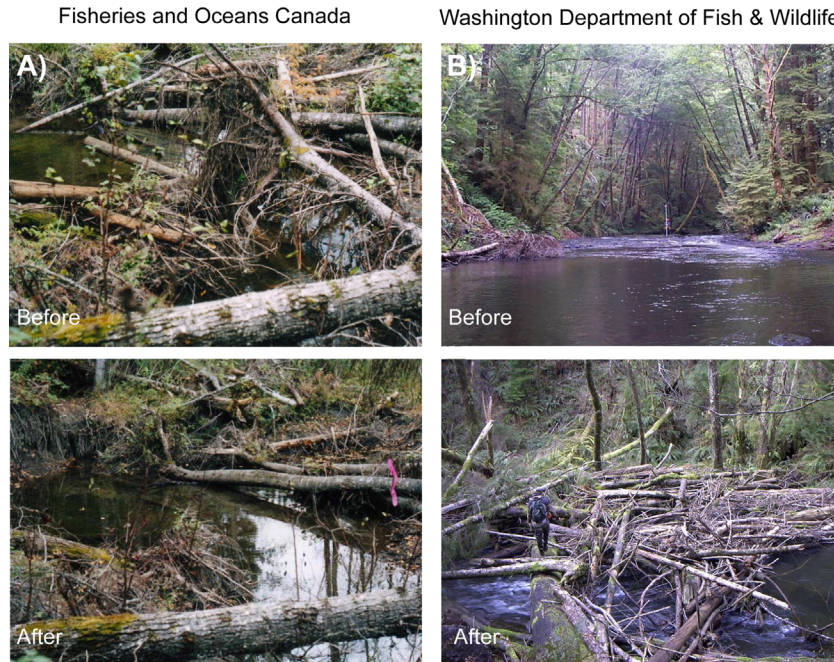 Fisheries and Oceans Canada
Washington Department of Fish & Wildlife
A)
B)
Before
Before
After
After